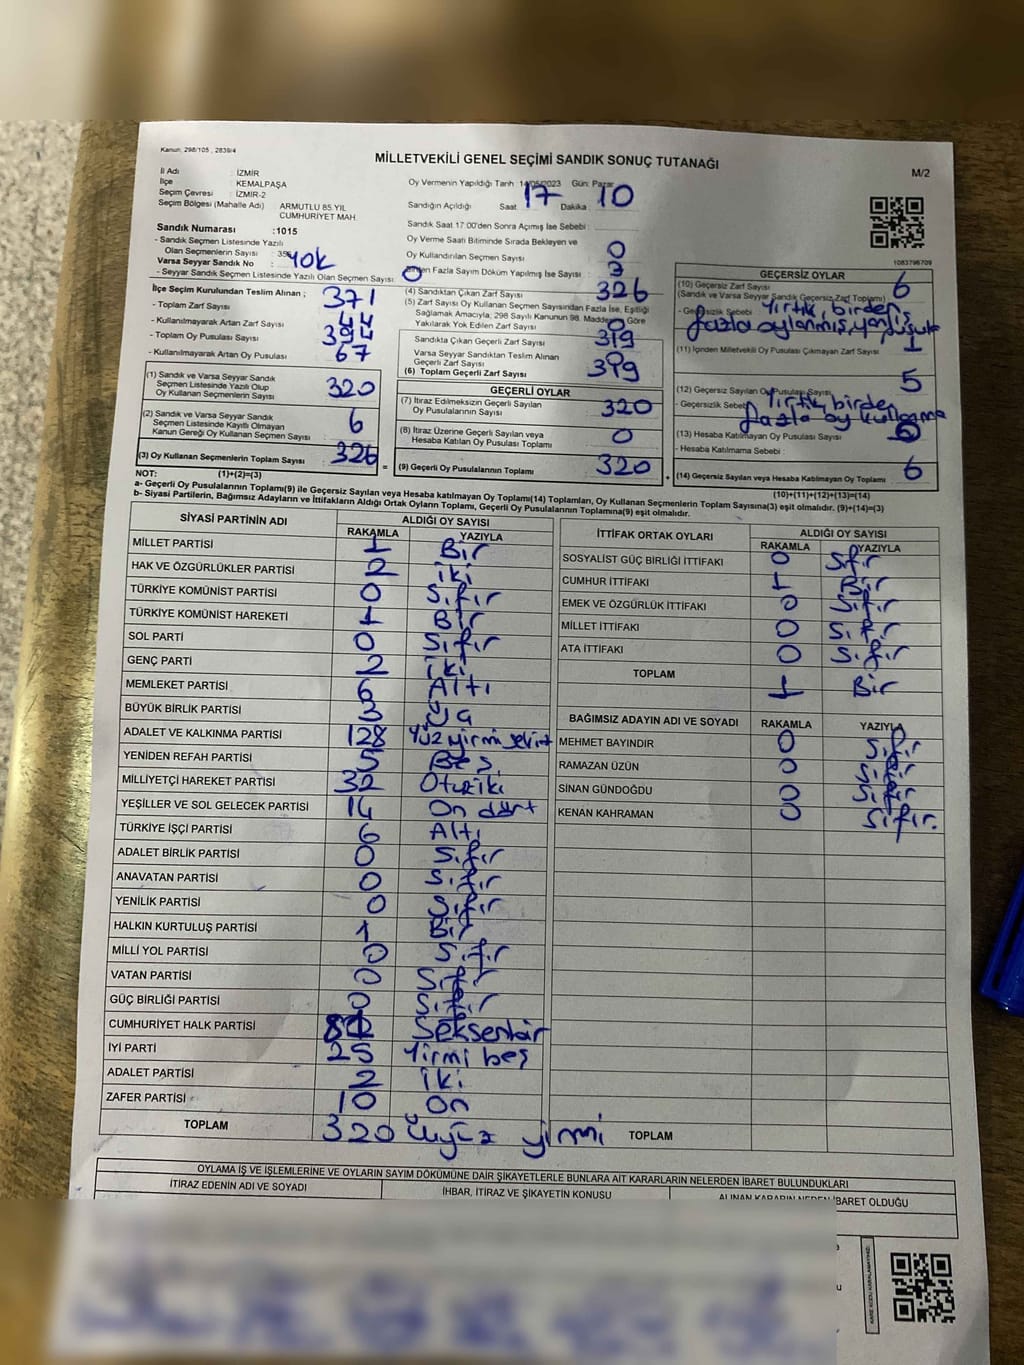 Kanun: 298/105 , 2839/4
MİLLETVEKİLİ GENEL SEÇİMİ SANDIK SONUÇ TUTANAĞI
M/2
İl Adı : İZMİR
İlçe : KEMALPAŞA
Seçim Çevresi : İZMİR-2
Seçim Bölgesi (Mahalle Adı) : ARMUTLU 85.YIL
CUMHURİYET MAH.
Sandık Numarası :1015
- Sandık Seçmen Listesinde Yazılı
Olan Seçmenlerin Sayısı :
Varsa Seyyar Sandık No : Yok
- Seyyar Sandık Seçmen Listesinde Yazılı Olan Seçmen Sayısı: 0
Oy Vermenin Yapıldığı Tarih 14/05/2023 Gün: Pazar
Sandığın Açıldığı Saat 17 Dakika 10
Sandık Saat 17:00'den Sonra Açılmış İse Sebebi :
Oy Verme Saati Bitiminde Sırada Bekleyen ve
Oy Kullandırılan Seçmen Sayısı : 0
Birden Fazla Sayım Döküm Yapılmış İse Sayısı :
1083796709
İlçe Seçim Kurulundan Teslim Alınan ;
- Toplam Zarf Sayısı : 371
- Kullanılmayarak Artan Zarf Sayısı : 44
- Toplam Oy Pusulası Sayısı : 394
- Kullanılmayarak Artan Oy Pusulası : 67
(1) Sandık ve Varsa Seyyar Sandık
Seçmen Listesinde Yazılı Olup
Oy Kullanan Seçmen Sayısı : 320
(2) Sandık ve Varsa Seyyar Sandık
Seçmen Listesinde Kayıtlı Olmayan
Kanun Gereği Oy Kullanan Seçmen Sayısı : 6
(3) Oy Kullanan Seçmenlerin Toplam Sayısı : 326
(4) Sandıktan Çıkan Zarf Sayısı : 326
(5) Zarf Sayısı Oy Kullanan Seçmen Sayısından Fazla İse, Eşitliği
Sağlamak Amacıyla; 298 Sayılı Kanunun 98. Maddesine Göre
Yakılarak Yok Edilen Zarf Sayısı : 0
Sandıkta Çıkan Geçerli Zarf Sayısı : 319
Varsa Seyyar Sandıktan Teslim Alınan
Geçerli Zarf Sayısı :
(6) Toplam Geçerli Zarf Sayısı : 319
GEÇERLİ OYLAR
(7) İtiraz Edilmeksizin Geçerli Sayılan
Oy Pusulalarının Sayısı : 320
(8) İtiraz Üzerine Geçerli Sayılan veya
Hesaba Katılan Oy Pusulası Toplamı : 0
= (9) Geçerli Oy Pusulalarının Toplamı : 320
GEÇERSİZ OYLAR
(10) Geçersiz Zarf Sayısı : 6
(Sandık ve Varsa Seyyar Sandık Geçersiz Zarf Toplamı)
- Geçersizlik Sebebi : Yırtık, birden
fazla oylanmış,
(11) İçinden Milletvekili Oy Pusulası Çıkmayan Zarf Sayısı : 1
(12) Geçersiz Sayılan Oy Pusulası Sayısı : 5
- Geçersizlik Sebebi : Yırtık, birden
fazla oy kullanma
(13) Hesaba Katılmayan Oy Pusulası Sayısı :
- Hesaba Katılmama Sebebi :
+ (14) Geçersiz Sayılan veya Hesaba Katılmayan Oy Toplamı : 6
NOT: (1)+(2)=(3) (10)+(11)+(12)+(13)=(14)
a- Geçerli Oy Pusulaları Toplamı(9) ile Geçersiz Sayılan veya Hesaba katılmayan Oy Toplamı(14) Toplamları, Oy Kullanan Seçmenlerin Toplam Sayısına(3) eşit olmalıdır. (9)+(14)=(3)
b- Siyasi Partilerin, Bağımsız Adayların ve İttifakların Aldığı Ortak Oyların Toplamı, Geçerli Oy Pusulalarının Toplamına(9) eşit olmalıdır.
SİYASİ PARTİNİN ADI ALDIĞI OY SAYISI
RAKAMLA YAZIYLA
MİLLET PARTİSİ 1 Bir
HAK VE ÖZGÜRLÜKLER PARTİSİ 2 iki
TÜRKİYE KOMÜNİST PARTİSİ 0 Sıfır
TÜRKİYE KOMÜNİST HAREKETİ 1 Bir
SOL PARTİ 0 Sıfır
GENÇ PARTİ 2 iki
MEMLEKET PARTİSİ 6 Altı
BÜYÜK BİRLİK PARTİSİ 3 Üç
ADALET VE KALKINMA PARTİSİ 128 Yüz yirmi sekiz
YENİDEN REFAH PARTİSİ 5 Beş
MİLLİYETÇİ HAREKET PARTİSİ 32 Otuziki
YEŞİLLER VE SOL GELECEK PARTİSİ 14 On dört
TÜRKİYE İŞÇİ PARTİSİ 6 Altı
ADALET BİRLİK PARTİSİ 0 Sıfır
ANAVATAN PARTİSİ 0 Sıfır
YENİLİK PARTİSİ 0 Sıfır
HALKIN KURTULUŞ PARTİSİ 1 Bir
MİLLİ YOL PARTİSİ 0 Sıfır
VATAN PARTİSİ 0 Sıfır
GÜÇ BİRLİĞİ PARTİSİ 0 Sıfır
CUMHURİYET HALK PARTİSİ Seksenbir
İYİ PARTİ 25 Yirmi beş
ADALET PARTİSİ 2 iki
ZAFER PARTİSİ 10 On
TOPLAM 320 Üçyüz yirmi
İTTİFAK ORTAK OYLARI ALDIĞI OY SAYISI
RAKAMLA YAZIYLA
SOSYALİST GÜÇ BİRLİĞİ İTTİFAKI 0 Sıfır
CUMHUR İTTİFAKI 1 Bir
EMEK VE ÖZGÜRLÜK İTTİFAKI 0 Sıfır
MİLLET İTTİFAKI 0 Sıfır
ATA İTTİFAKI 0 Sıfır
TOPLAM 1 Bir
BAĞIMSIZ ADAYIN ADI VE SOYADI RAKAMLA YAZIYLA
MEHMET BAYINDIR 0 Sıfır
RAMAZAN ÜZÜN 0 Sıfır
SİNAN GÜNDOĞDU 0 Sıfır
KENAN KAHRAMAN 0 Sıfır.
TOPLAM
OYLAMA İŞ VE İŞLEMLERİNE VE OYLARIN SAYIM DÖKÜMÜNE DAİR ŞİKAYETLERLE BUNLARA AİT KARARLARIN NELERDEN İBARET BULUNDUKLARI
İTİRAZ EDENİN ADI VE SOYADI İHBAR, İTİRAZ VE ŞİKAYETİN KONUSU ALINAN KARARIN NEDEN İBARET OLDUĞU